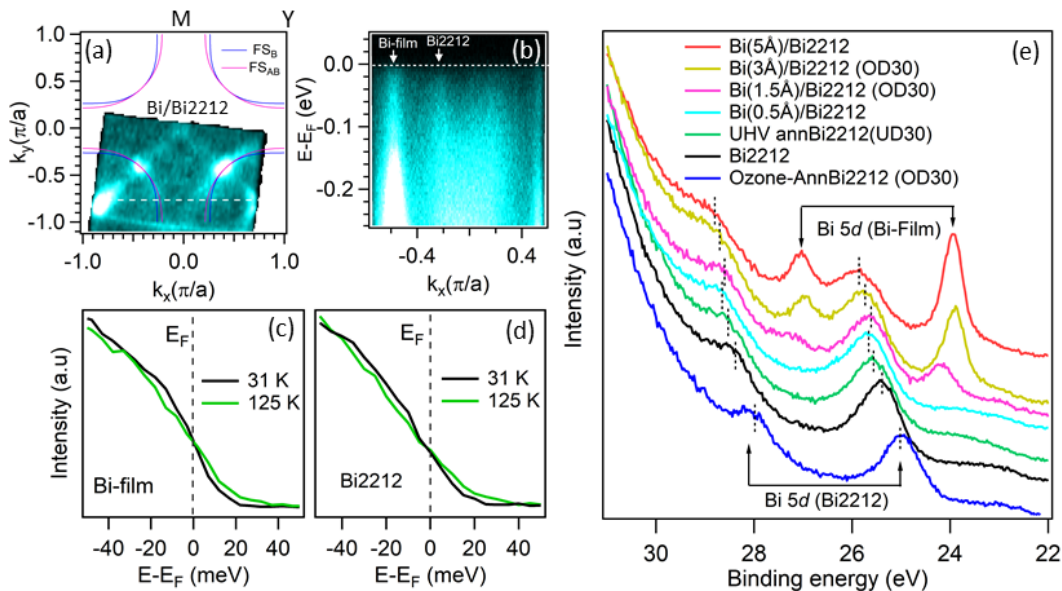 M Y
(a)
FS_B
FS_AB
Bi/Bi2212
k_y(π/a)
1.0
0.5
0.0
-0.5
-1.0
-1.0 0.0 1.0
k_x(π/a)
(b)
Bi-film Bi2212
E-E_F (eV)
0.0
-0.1
-0.2
-0.4 0.4
k_x(π/a)
(c)
E_F
31 K
125 K
Bi-film
Intensity (a.u)
-40 -20 0 20 40
E-E_F (meV)
(d)
E_F
31 K
125 K
Bi2212
-40 -20 0 20 40
E-E_F (meV)
(e)
Bi(5Å)/Bi2212
Bi(3Å)/Bi2212 (OD30)
Bi(1.5Å)/Bi2212 (OD30)
Bi(0.5Å)/Bi2212
UHV annBi2212(UD30)
Bi2212
Ozone-AnnBi2212 (OD30)
Bi 5d (Bi-Film)
Bi 5d (Bi2212)
Intensity (a.u)
30 28 26 24 22
Binding energy (eV)